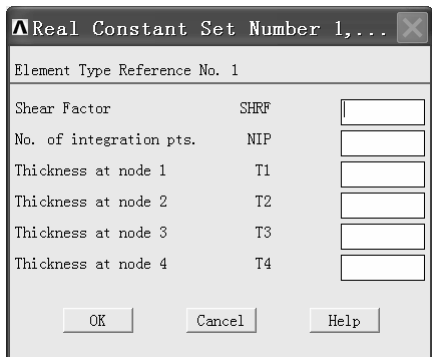 Real Constant Set Number 1,...
Element Type Reference No. 1
Shear Factor SHRF
No. of integration pts. NIP
Thickness at node 1 T1
Thickness at node 2 T2
Thickness at node 3 T3
Thickness at node 4 T4
OK Cancel Help